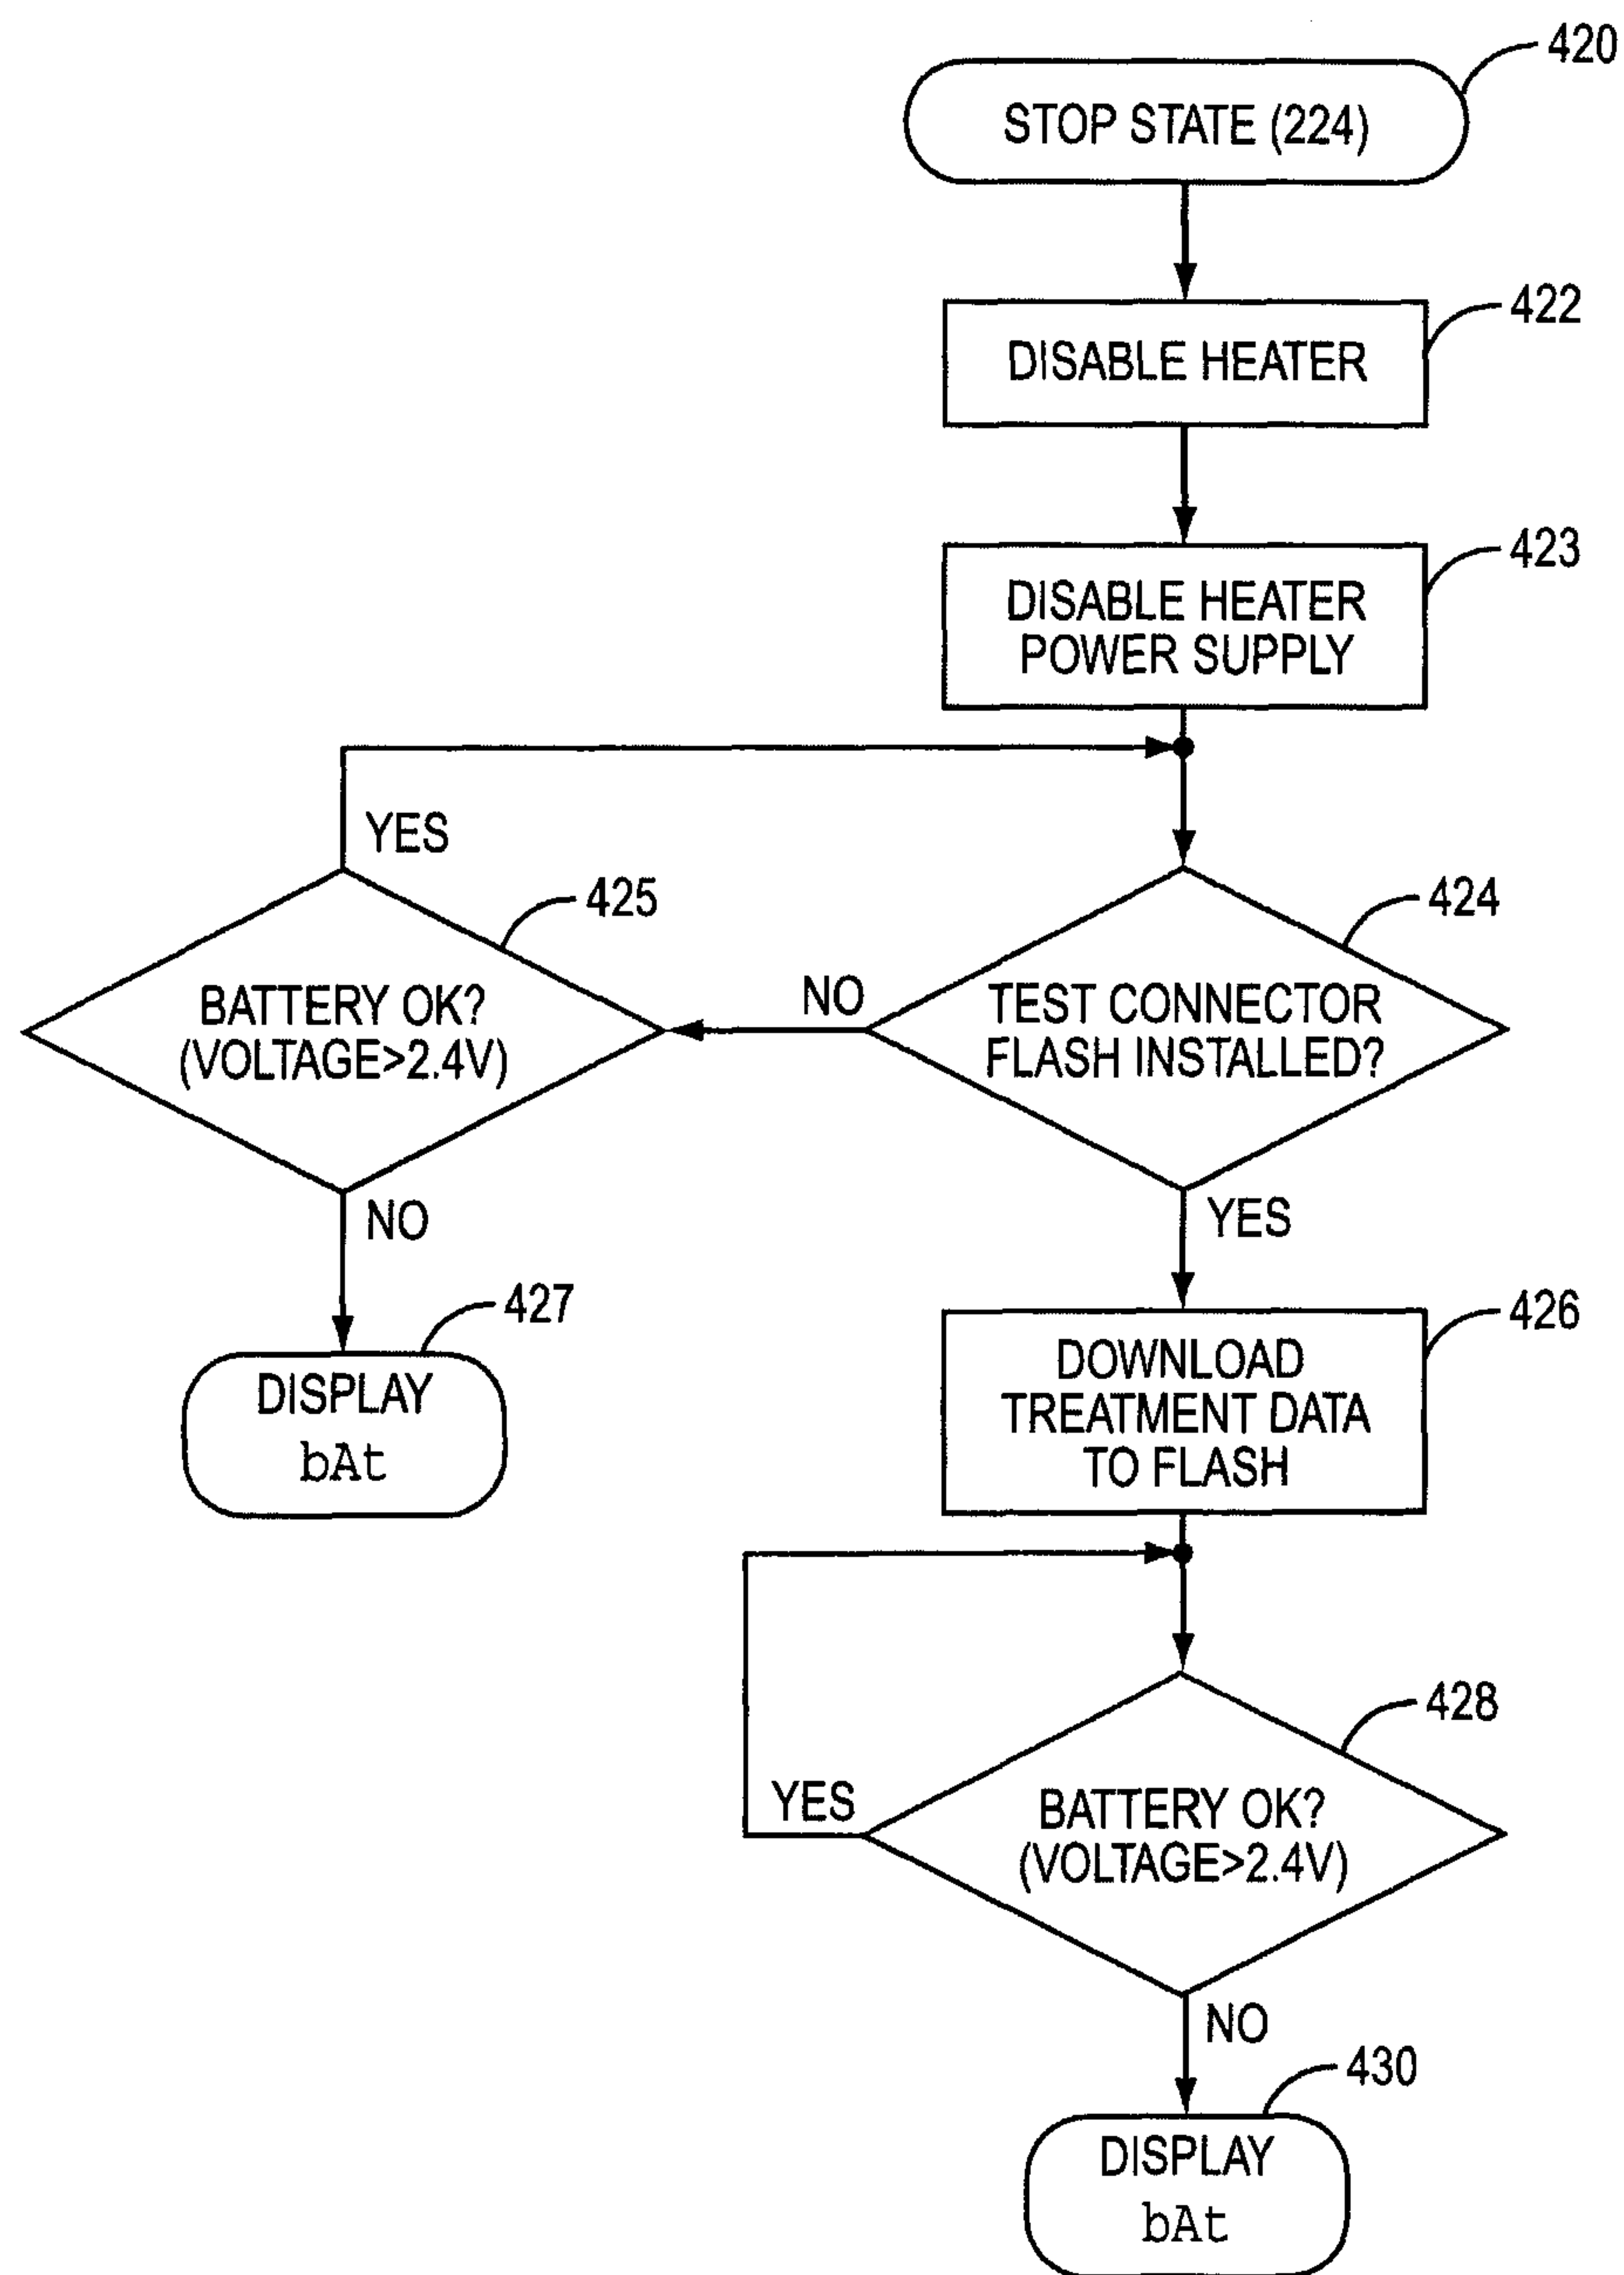 420
STOP STATE (224)
422
DISABLE HEATER
423
DISABLE HEATER
POWER SUPPLY
YES
425
424
BATTERY OK?
(VOLTAGE>2.4V)
NO
TEST CONNECTOR
FLASH INSTALLED?
NO
YES
427
DISPLAY
bAt
426
DOWNLOAD
TREATMENT DATA
TO FLASH
428
YES
BATTERY OK?
(VOLTAGE>2.4V)
NO
430
DISPLAY
bAt